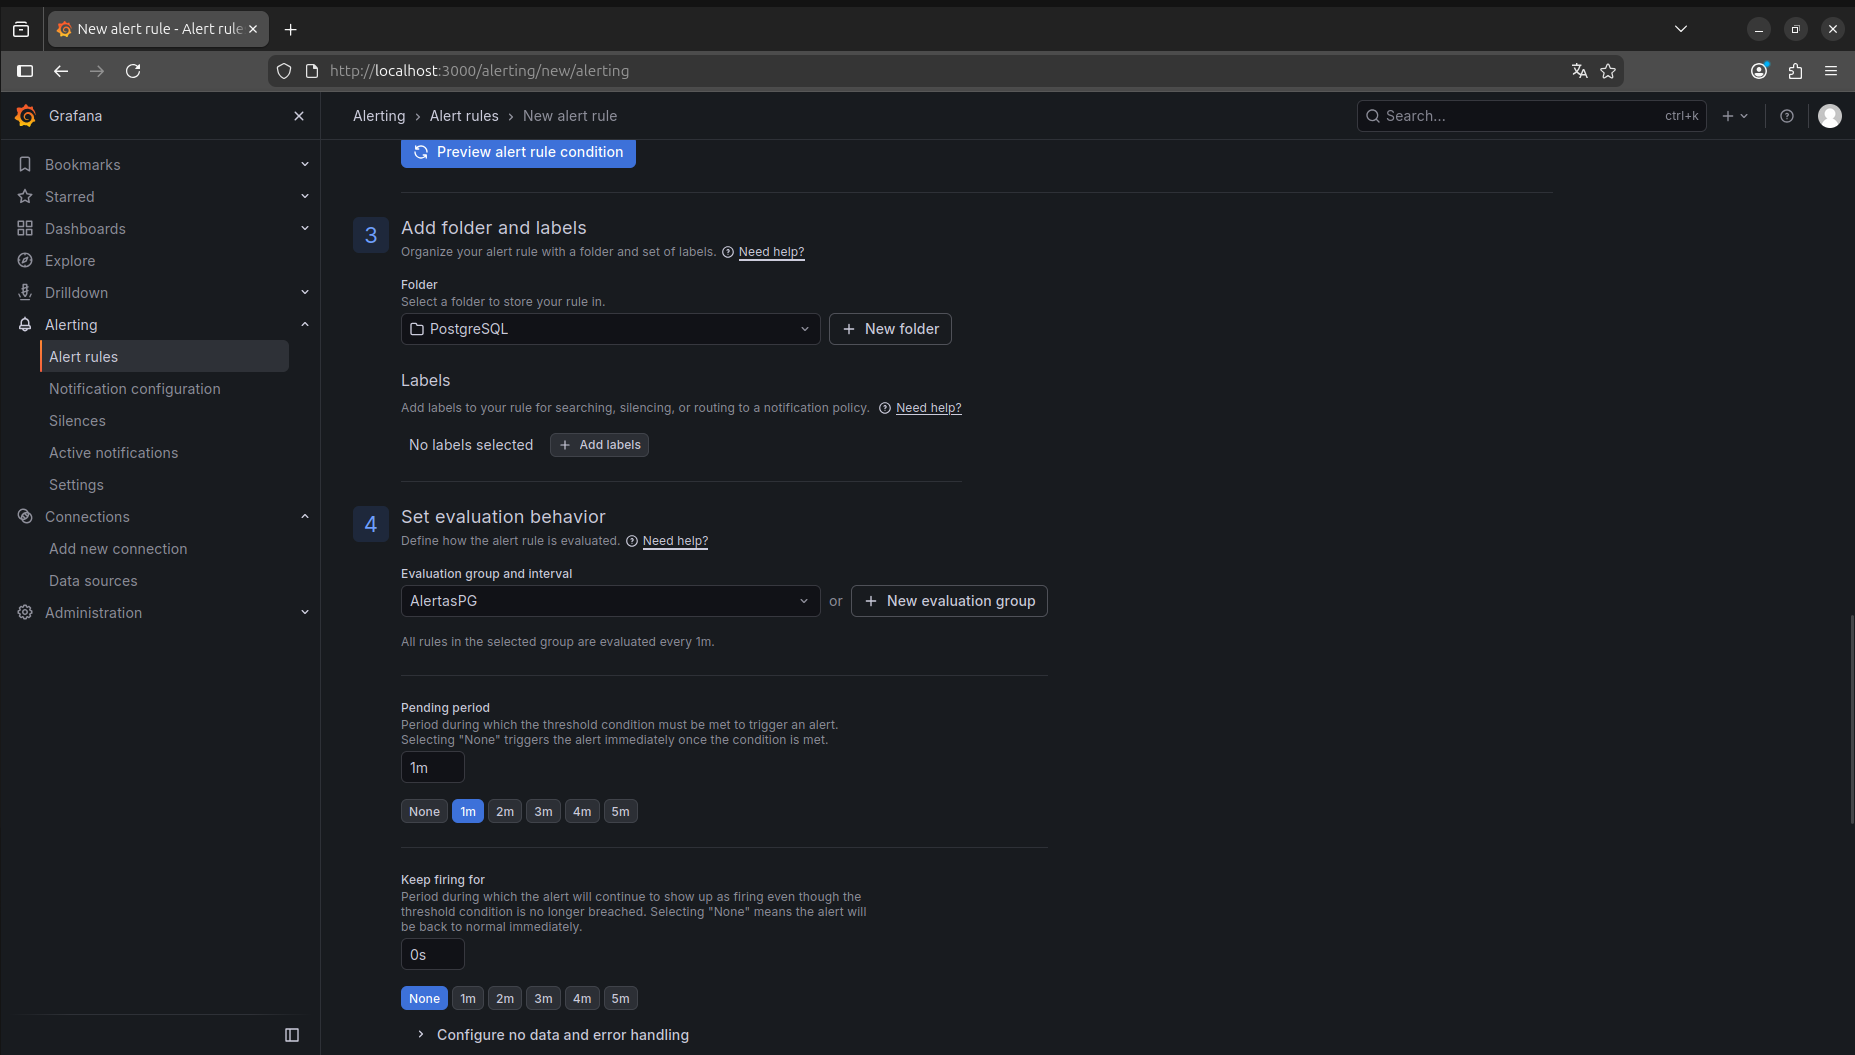 New alert rule - Alert rule
http://localhost:3000/alerting/new/alerting
Grafana
Alerting › Alert rules › New alert rule
Search... ctrl+k
Bookmarks
Starred
Dashboards
Explore
Drilldown
Alerting
Alert rules
Notification configuration
Silences
Active notifications
Settings
Connections
Add new connection
Data sources
Administration
Preview alert rule condition
3 Add folder and labels
Organize your alert rule with a folder and set of labels. Need help?
Folder
Select a folder to store your rule in.
PostgreSQL + New folder
Labels
Add labels to your rule for searching, silencing, or routing to a notification policy. Need help?
No labels selected + Add labels
4 Set evaluation behavior
Define how the alert rule is evaluated. Need help?
Evaluation group and interval
AlertasPG or + New evaluation group
All rules in the selected group are evaluated every 1m.
Pending period
Period during which the threshold condition must be met to trigger an alert.
Selecting "None" triggers the alert immediately once the condition is met.
1m
None 1m 2m 3m 4m 5m
Keep firing for
Period during which the alert will continue to show up as firing even though the
threshold condition is no longer breached. Selecting "None" means the alert will
be back to normal immediately.
0s
None 1m 2m 3m 4m 5m
Configure no data and error handling